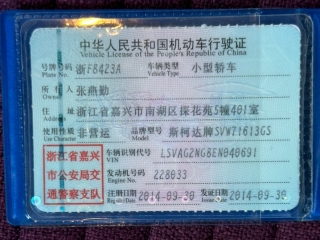 中华人民共和国机动车行驶证
Vehicle License of the People's Republic of China
号牌号码 浙F84Z3A 车辆类型 小型轿车
Plate No. Vehicle Type
所有人 张燕勤
住址 浙江省嘉兴市南湖区探花苑5幢401室
使用性质 非营运 品牌型号 斯柯达牌SVW71613GS
Use Character
浙江省嘉兴
市公安局交
通警察支队
车辆识别代号 LSVAG2NG8EN040691
VIN
发动机号码 228033
Engine No.
注册日期 2014-09-30 发证日期 2014-09-30
Register Date Issue Date